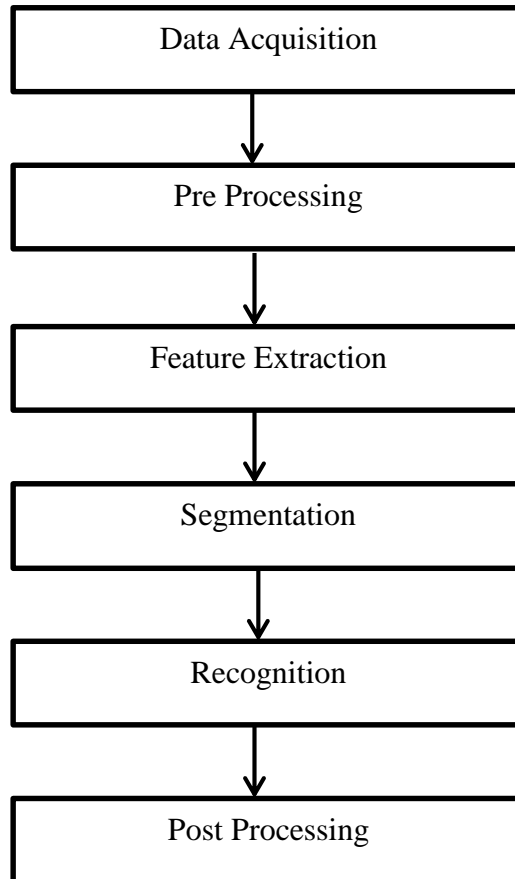 Data Acquisition
Pre Processing
Feature Extraction
Segmentation
Recognition
Post Processing